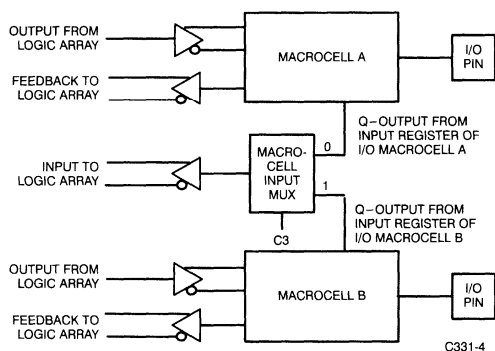 OUTPUT FROM
LOGIC ARRAY
FEEDBACK TO
LOGIC ARRAY
MACROCELL A
I/O
PIN
INPUT TO
LOGIC ARRAY
MACRO-
CELL
INPUT
MUX
0
1
C3
Q–OUTPUT FROM
INPUT REGISTER OF
I/O MACROCELL A
Q–OUTPUT FROM
INPUT REGISTER OF
I/O MACROCELL B
OUTPUT FROM
LOGIC ARRAY
FEEDBACK TO
LOGIC ARRAY
MACROCELL B
I/O
PIN
C331-4